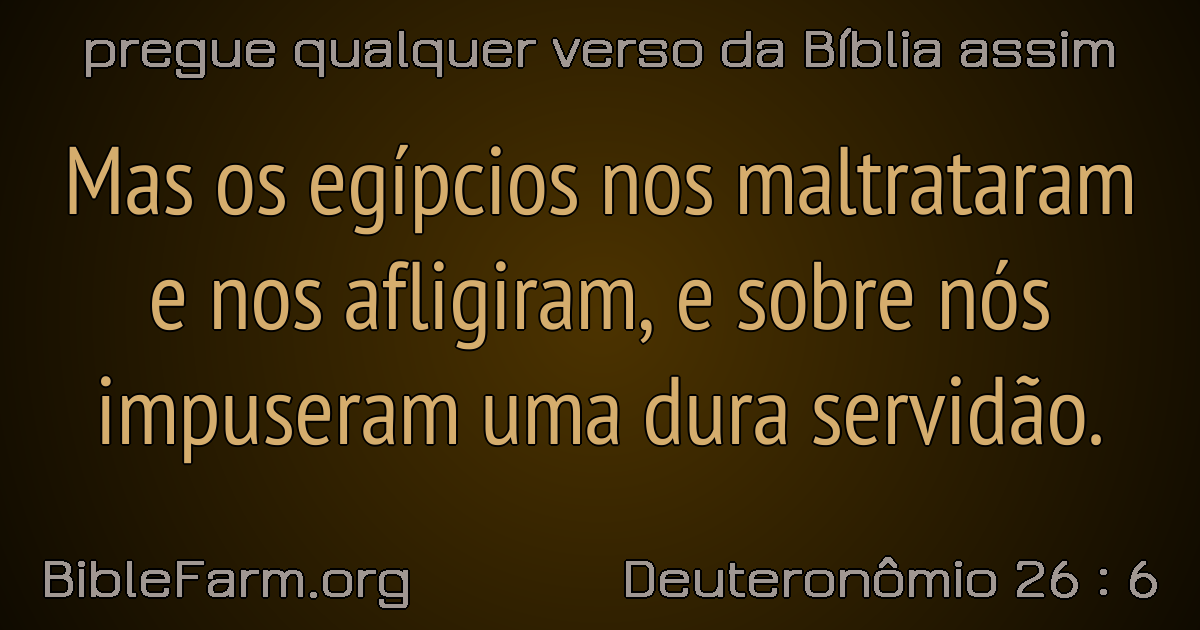 pregue qualquer verso da Bíblia assim
Mas os egípcios nos maltrataram
e nos afligiram, e sobre nós
impuseram uma dura servidão.
BibleFarm.org
Deuteronômio 26 : 6